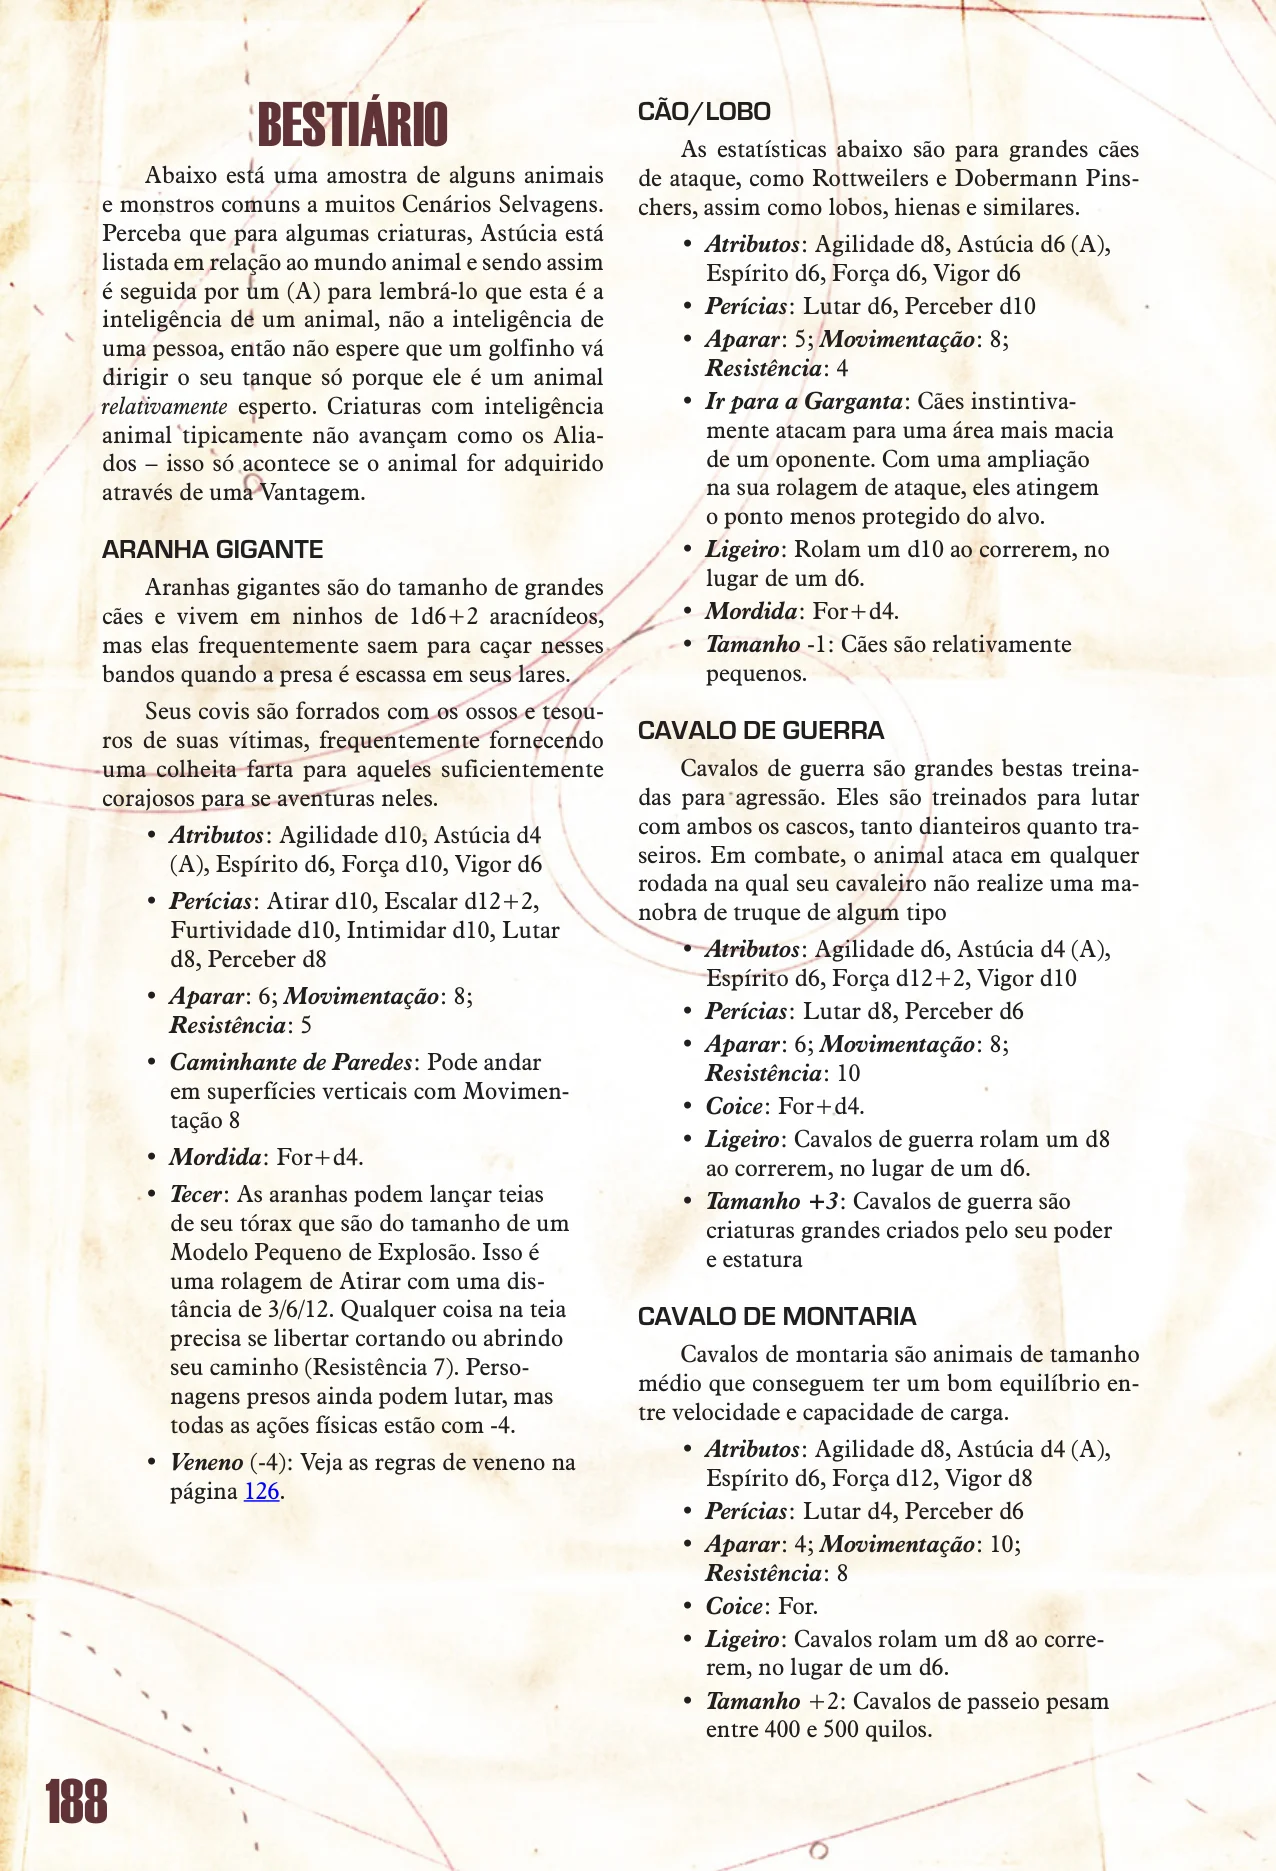 BESTIÁRIO
Abaixo está uma amostra de alguns animais
e monstros comuns a muitos Cenários Selvagens.
Perceba que para algumas criaturas, Astúcia está
listada em relação ao mundo animal e sendo assim
é seguida por um (A) para lembrá-lo que esta é a
inteligência de um animal, não a inteligência de
uma pessoa, então não espere que um golfinho vá
dirigir o seu tanque só porque ele é um animal
relativamente esperto. Criaturas com inteligência
animal tipicamente não avançam como os Alia-
dos – isso só acontece se o animal for adquirido
através de uma Vantagem.
ARANHA GIGANTE
Aranhas gigantes são do tamanho de grandes
cães e vivem em ninhos de 1d6+2 aracnídeos,
mas elas frequentemente saem para caçar nesses
bandos quando a presa é escassa em seus lares.
Seus covis são forrados com os ossos e tesou-
ros de suas vítimas, frequentemente fornecendo
uma colheita farta para aqueles suficientemente
corajosos para se aventuras neles.
• Atributos: Agilidade d10, Astúcia d4
(A), Espírito d6, Força d10, Vigor d6
• Perícias: Atirar d10, Escalar d12+2,
Furtividade d10, Intimidar d10, Lutar
d8, Perceber d8
• Aparar: 6; Movimentação: 8;
Resistência: 5
• Caminhante de Paredes: Pode andar
em superfícies verticais com Movimen-
tação 8
• Mordida: For+d4.
• Tecer: As aranhas podem lançar teias
de seu tórax que são do tamanho de um
Modelo Pequeno de Explosão. Isso é
uma rolagem de Atirar com uma dis-
tância de 3/6/12. Qualquer coisa na teia
precisa se libertar cortando ou abrindo
seu caminho (Resistência 7). Perso-
nagens presos ainda podem lutar, mas
todas as ações físicas estão com -4.
• Veneno (-4): Veja as regras de veneno na
página 126.
CÃO/LOBO
As estatísticas abaixo são para grandes cães
de ataque, como Rottweilers e Dobermann Pins-
chers, assim como lobos, hienas e similares.
• Atributos: Agilidade d8, Astúcia d6 (A),
Espírito d6, Força d6, Vigor d6
• Perícias: Lutar d6, Perceber d10
• Aparar: 5; Movimentação: 8;
Resistência: 4
• Ir para a Garganta: Cães instintiva-
mente atacam para uma área mais macia
de um oponente. Com uma ampliação
na sua rolagem de ataque, eles atingem
o ponto menos protegido do alvo.
• Ligeiro: Rolam um d10 ao correrem, no
lugar de um d6.
• Mordida: For+d4.
• Tamanho -1: Cães são relativamente
pequenos.
CAVALO DE GUERRA
Cavalos de guerra são grandes bestas treina-
das para agressão. Eles são treinados para lutar
com ambos os cascos, tanto dianteiros quanto tra-
seiros. Em combate, o animal ataca em qualquer
rodada na qual seu cavaleiro não realize uma ma-
nobra de truque de algum tipo
• Atributos: Agilidade d6, Astúcia d4 (A),
Espírito d6, Força d12+2, Vigor d10
• Perícias: Lutar d8, Perceber d6
• Aparar: 6; Movimentação: 8;
Resistência: 10
• Coice: For+d4.
• Ligeiro: Cavalos de guerra rolam um d8
ao correrem, no lugar de um d6.
• Tamanho +3: Cavalos de guerra são
criaturas grandes criados pelo seu poder
e estatura
CAVALO DE MONTARIA
Cavalos de montaria são animais de tamanho
médio que conseguem ter um bom equilíbrio en-
tre velocidade e capacidade de carga.
• Atributos: Agilidade d8, Astúcia d4 (A),
Espírito d6, Força d12, Vigor d8
• Perícias: Lutar d4, Perceber d6
• Aparar: 4; Movimentação: 10;
Resistência: 8
• Coice: For.
• Ligeiro: Cavalos rolam um d8 ao corre-
rem, no lugar de um d6.
• Tamanho +2: Cavalos de passeio pesam
entre 400 e 500 quilos.
188